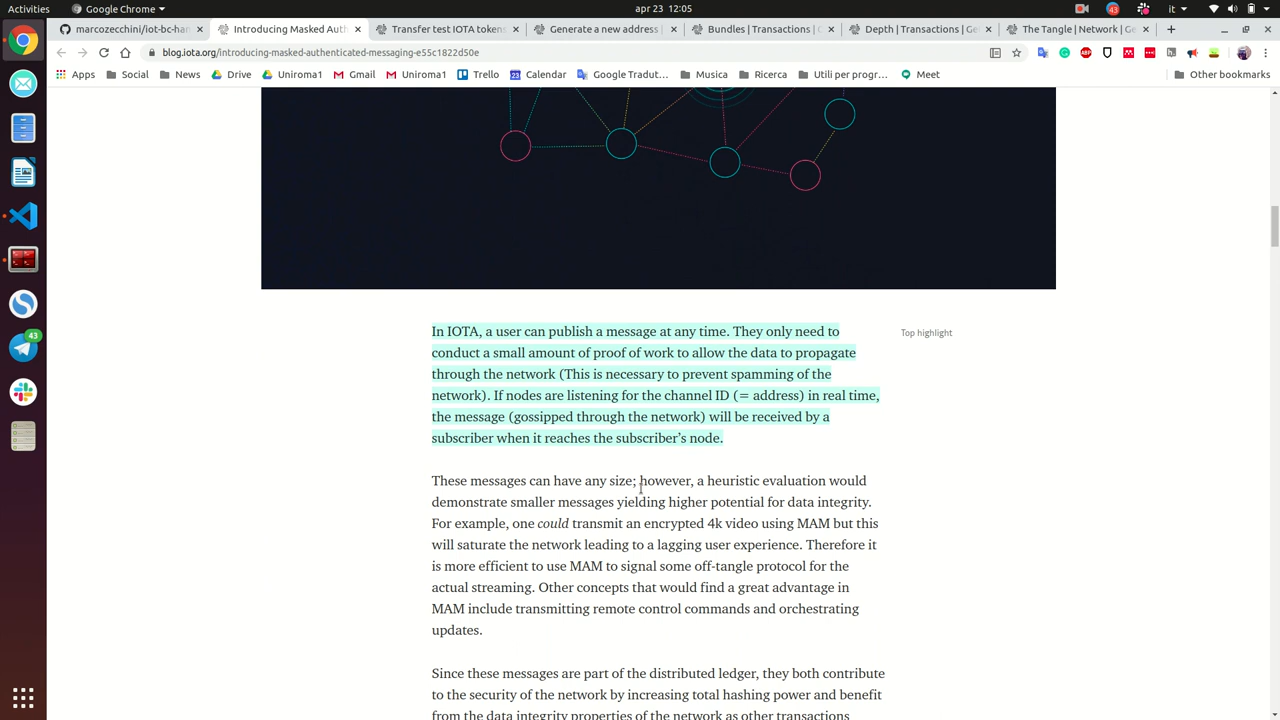 Activities
Google Chrome
apr 23 12:05
43
it
marcozecchini/iot-bc-han
Introducing Masked Auth
Transfer test IOTA tokens
Generate a new address |
Bundles | Transactions | G
Depth | Transactions | Ge
The Tangle | Network | Ge
blog.iota.org/introducing-masked-authenticated-messaging-e55c1822d50e
Apps
Social
News
Drive
Uniroma1
Gmail
Uniroma1
Trello
Calendar
Google Tradut…
Musica
Ricerca
Utili per progr…
Meet
Other bookmarks
In IOTA, a user can publish a message at any time. They only need to
conduct a small amount of proof of work to allow the data to propagate
through the network (This is necessary to prevent spamming of the
network). If nodes are listening for the channel ID (= address) in real time,
the message (gossipped through the network) will be received by a
subscriber when it reaches the subscriber’s node.
Top highlight
These messages can have any size; however, a heuristic evaluation would
demonstrate smaller messages yielding higher potential for data integrity.
For example, one could transmit an encrypted 4k video using MAM but this
will saturate the network leading to a lagging user experience. Therefore it
is more efficient to use MAM to signal some off-tangle protocol for the
actual streaming. Other concepts that would find a great advantage in
MAM include transmitting remote control commands and orchestrating
updates.
Since these messages are part of the distributed ledger, they both contribute
to the security of the network by increasing total hashing power and benefit
from the data integrity properties of the network as other transactions
43